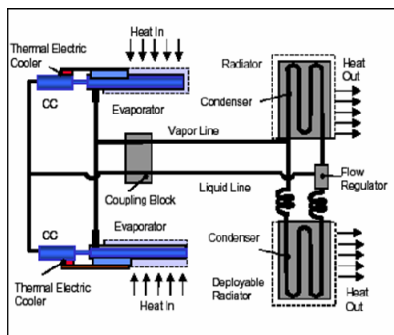 Heat In
Thermal Electric
Cooler
CC
Evaporator
Radiator
Condenser
Heat
Out
Vapor Line
Coupling Block
Liquid Line
Flow
Regulator
Evaporator
CC
Thermal Electric
Cooler
Heat In
Condenser
Deployable
Radiator
Heat
Out